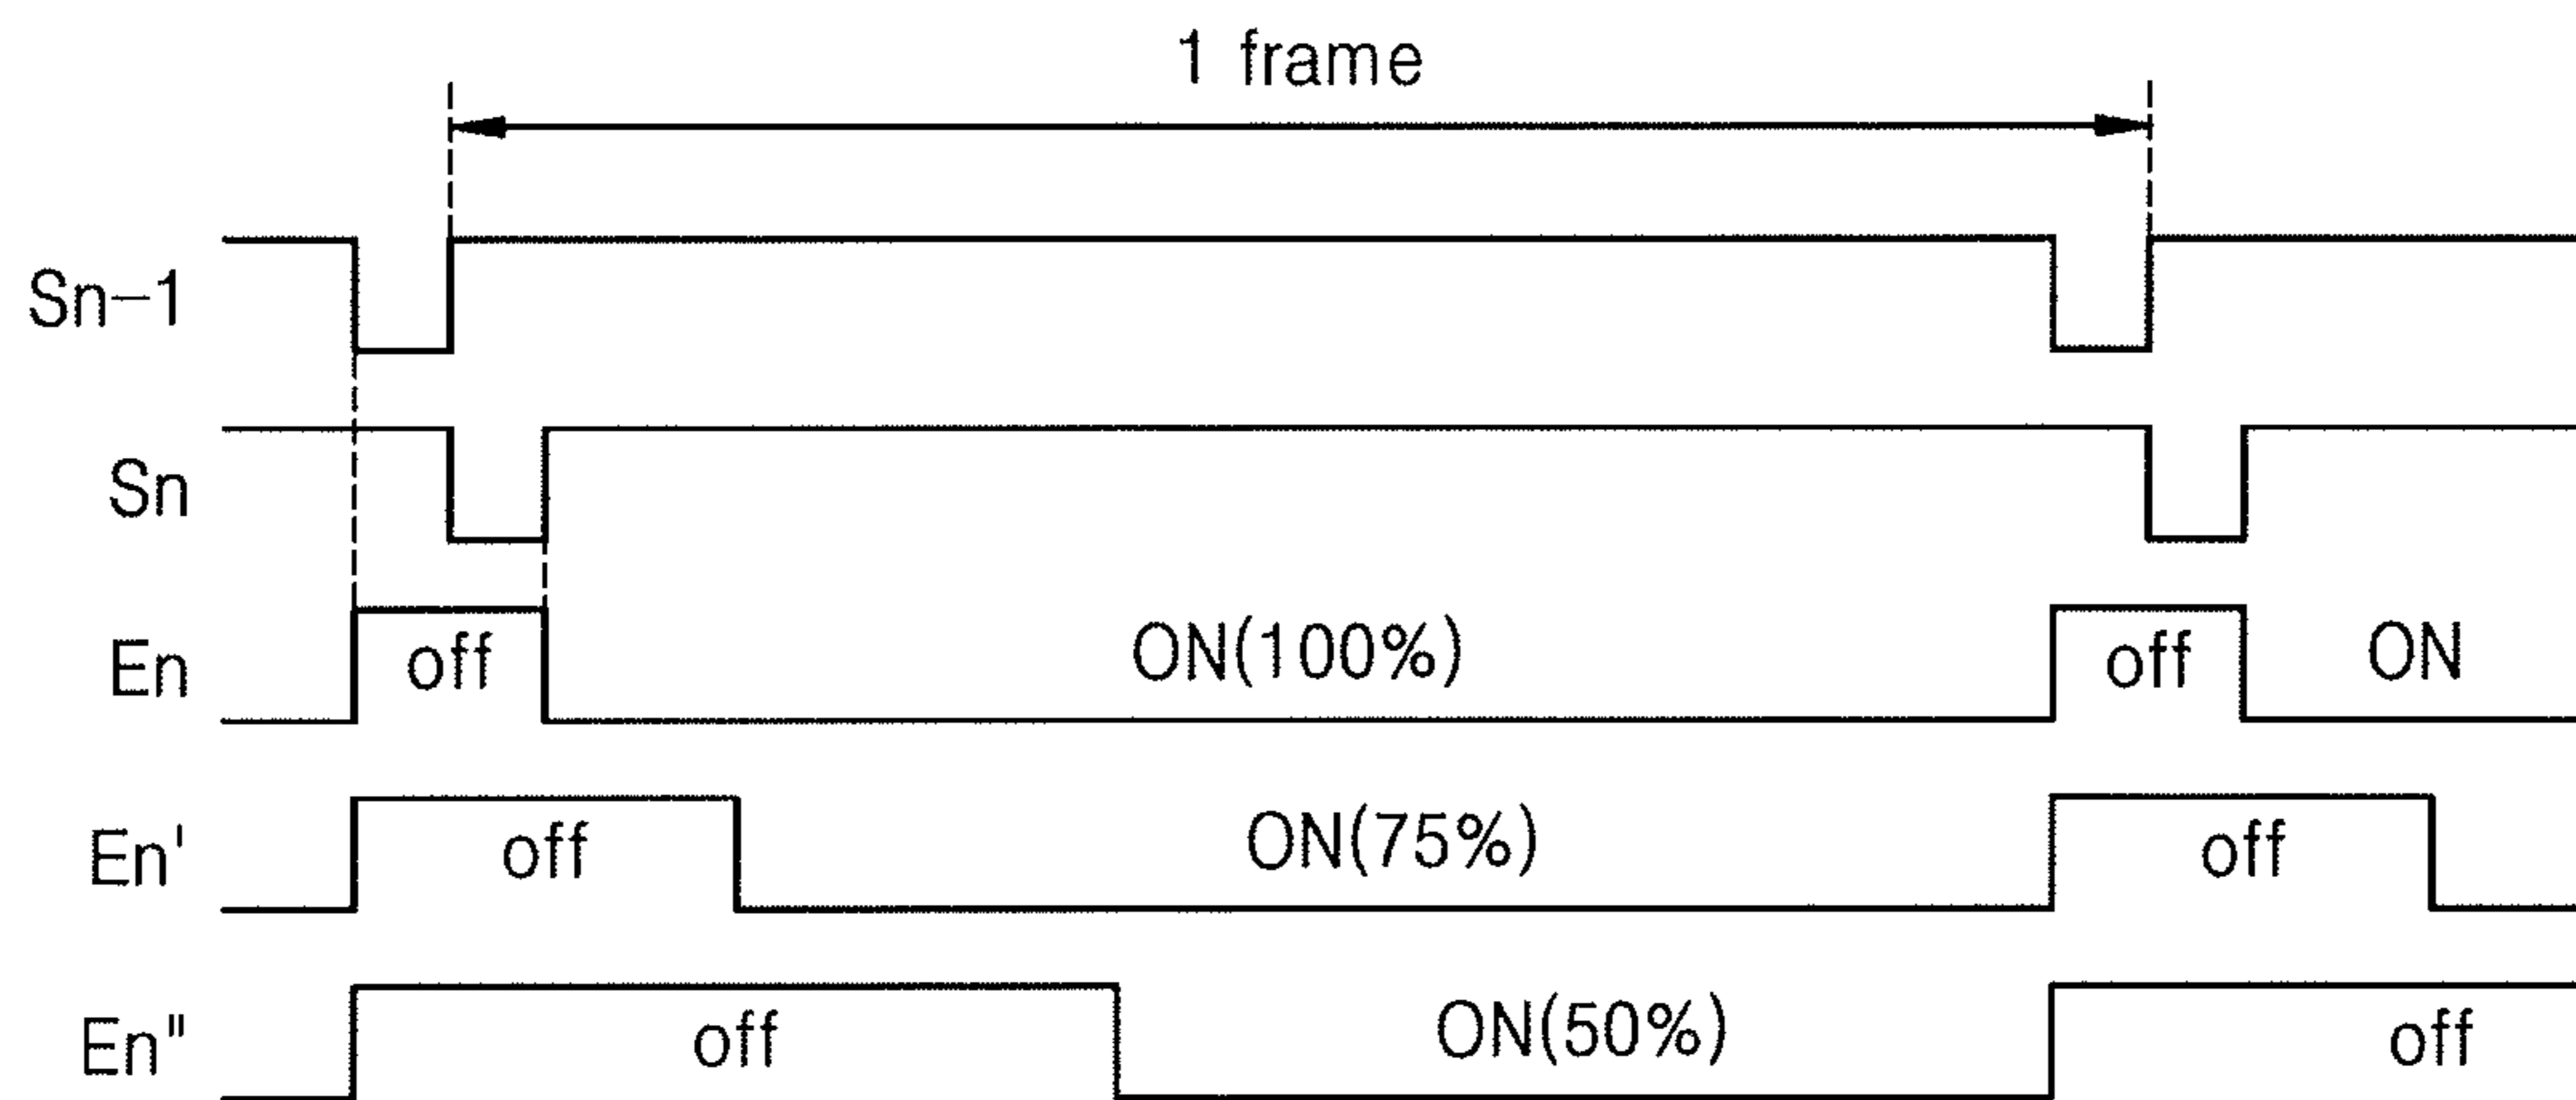 1 frame
Sn-1
Sn
En off ON(100%) off ON
En' off ON(75%) off
En" off ON(50%) off